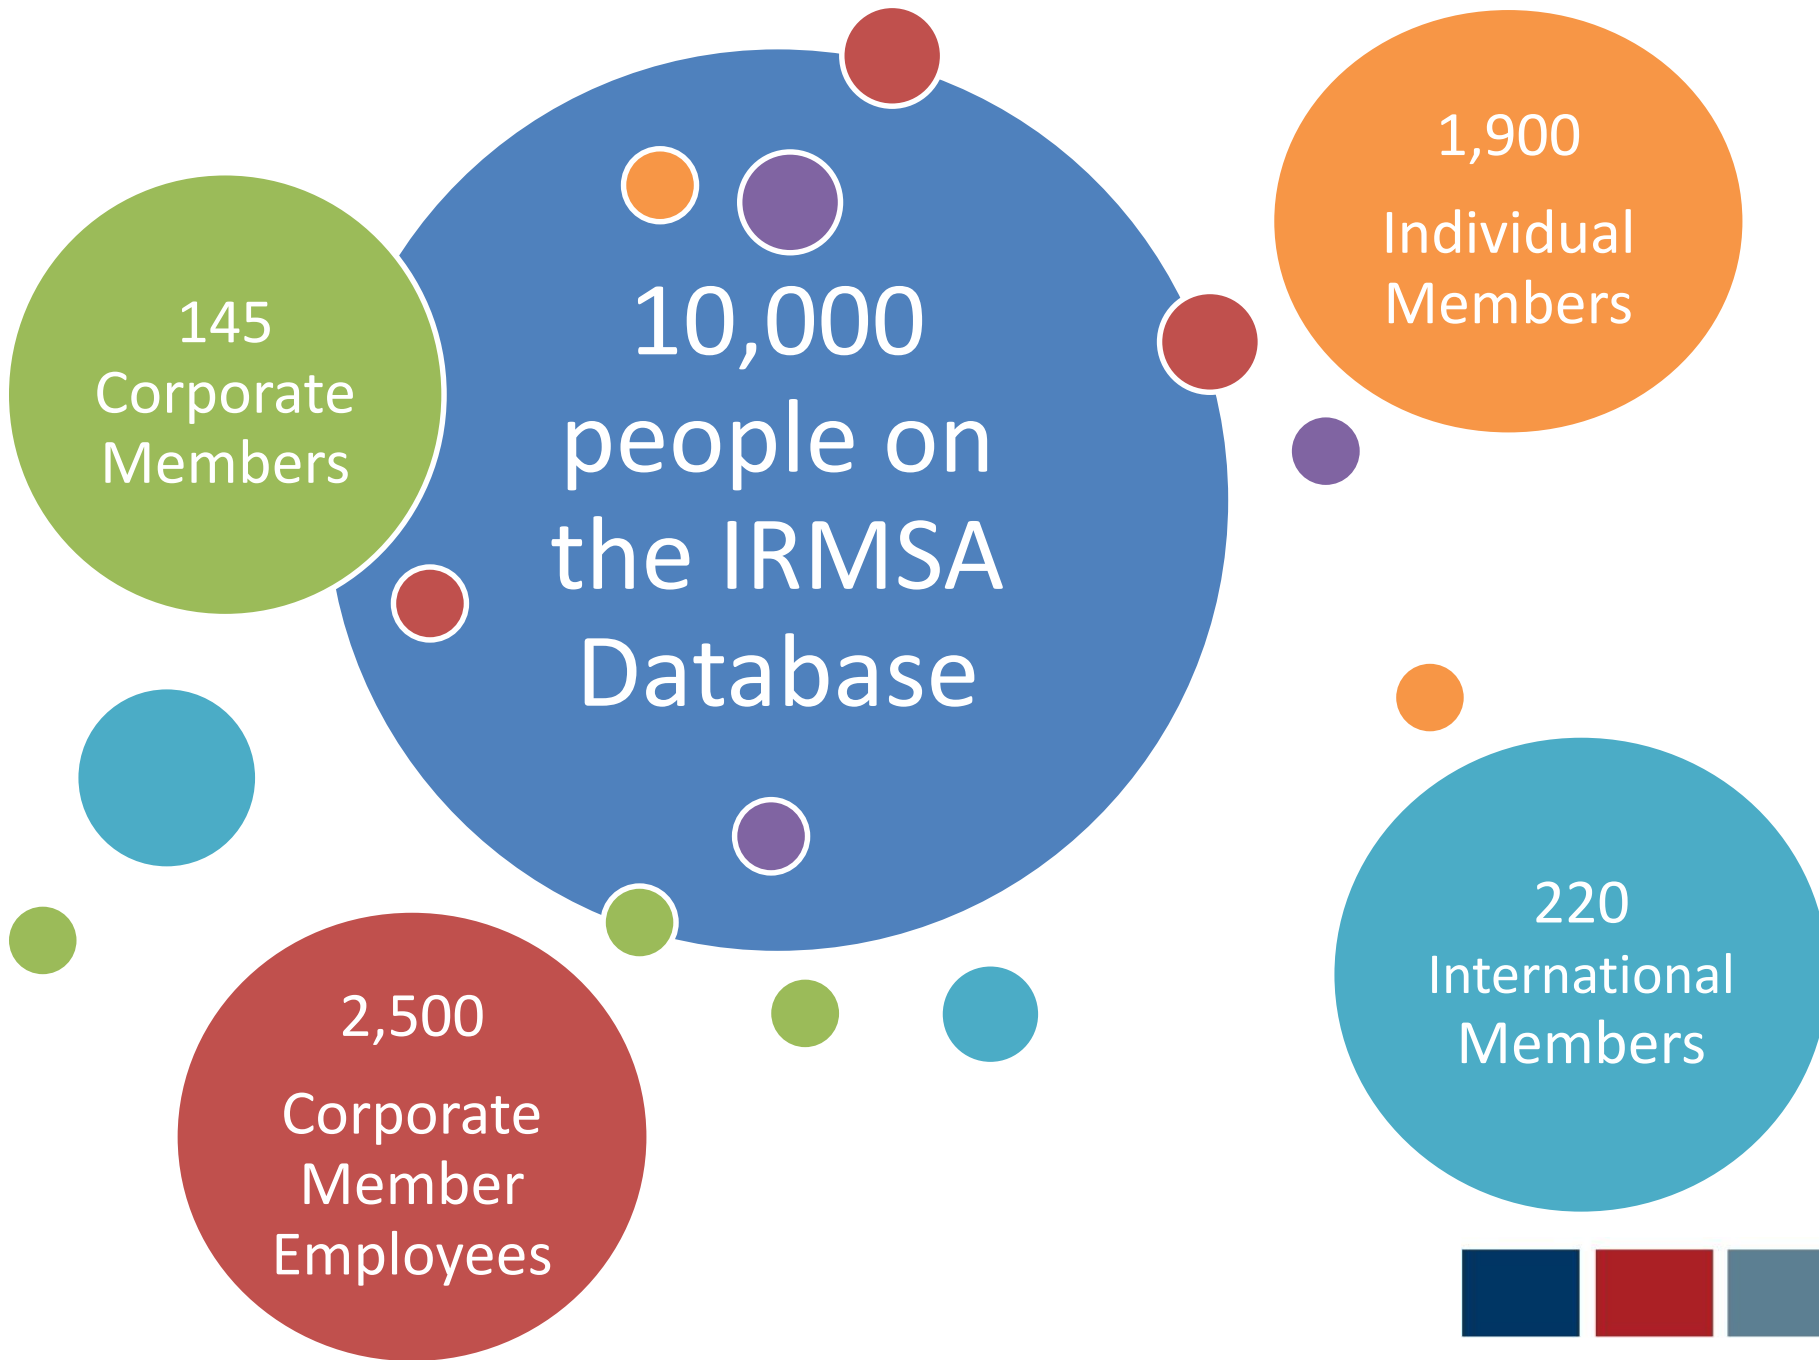 10,000
people on
the IRMSA
Database
145
Corporate
Members
1,900
Individual
Members
2,500
Corporate
Member
Employees
220
International
Members